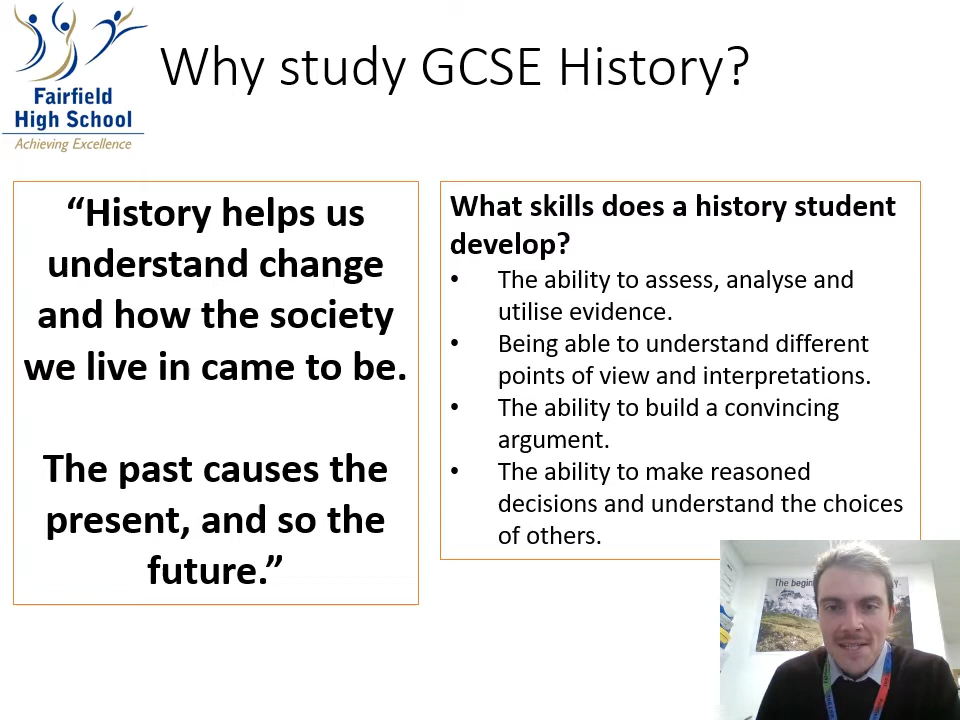 Fairfield
High School
Achieving Excellence
Why study GCSE History?
“History helps us
understand change
and how the society
we live in came to be.
The past causes the
present, and so the
future.”
What skills does a history student
develop?
• The ability to assess, analyse and
utilise evidence.
• Being able to understand different
points of view and interpretations.
• The ability to build a convincing
argument.
• The ability to make reasoned
decisions and understand the choices
of others.
The